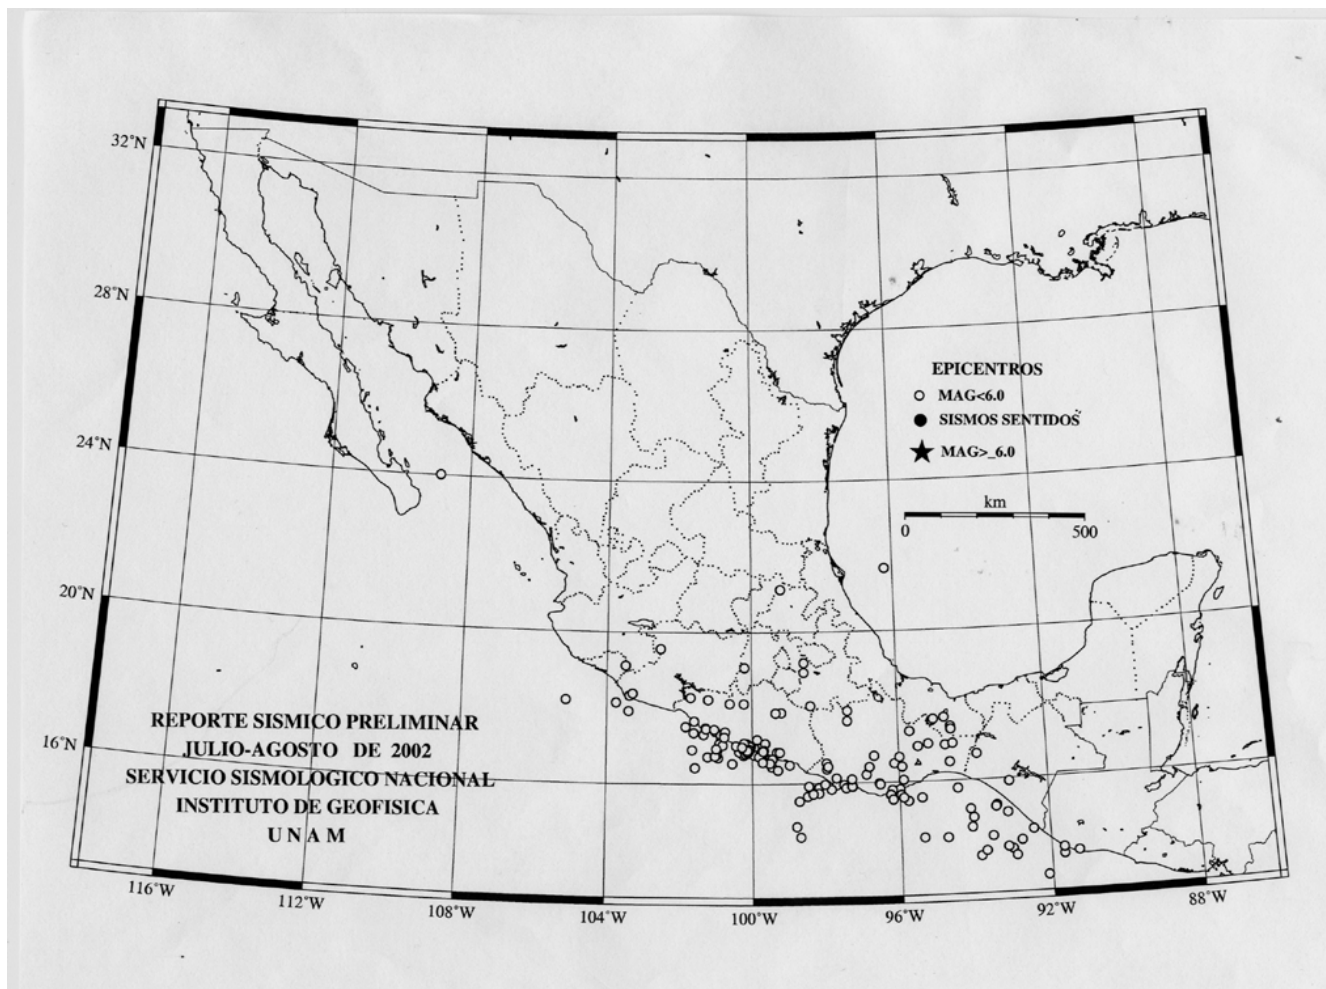 32°N
28°N
24°N
20°N
16°N
EPICENTROS
MAG<6.0
SISMOS SENTIDOS
MAG>_6.0
km
0 500
REPORTE SISMICO PRELIMINAR
JULIO-AGOSTO DE 2002
SERVICIO SISMOLOGICO NACIONAL
INSTITUTO DE GEOFISICA
U N A M
116°W 112°W 108°W 104°W 100°W 96°W 92°W 88°W